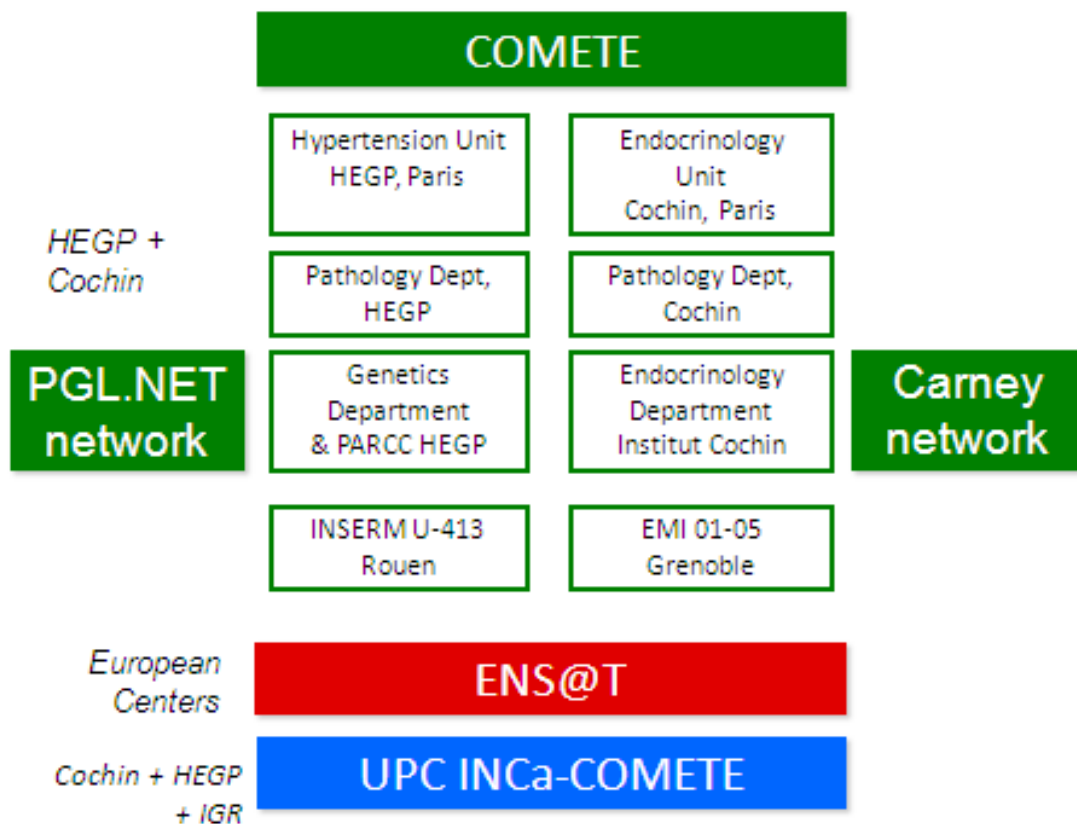 COMETE
Hypertension Unit
HEGP, Paris
Endocrinology
Unit
Cochin, Paris
HEGP +
Cochin
Pathology Dept,
HEGP
Pathology Dept,
Cochin
PGL.NET
network
Genetics
Department
& PARCC HEGP
Endocrinology
Department
Institut Cochin
Carney
network
INSERM U-413
Rouen
EMI 01-05
Grenoble
European
Centers
ENS@T
Cochin + HEGP
+ IGR
UPC INCa-COMETE